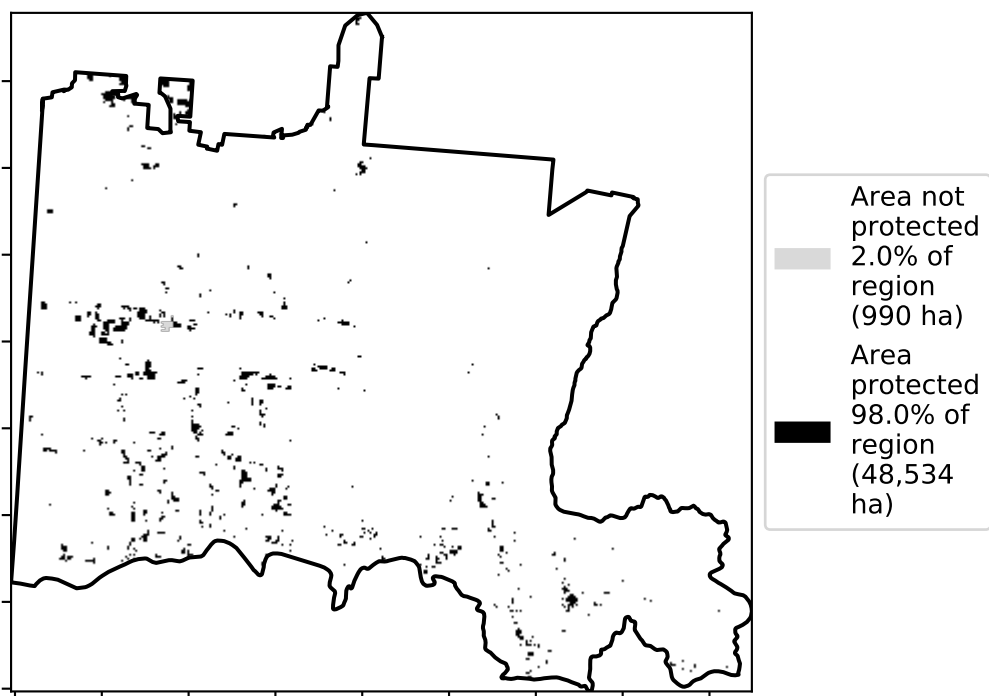 Area not
protected
2.0% of
region
(990 ha)
Area
protected
98.0% of
region
(48,534
ha)